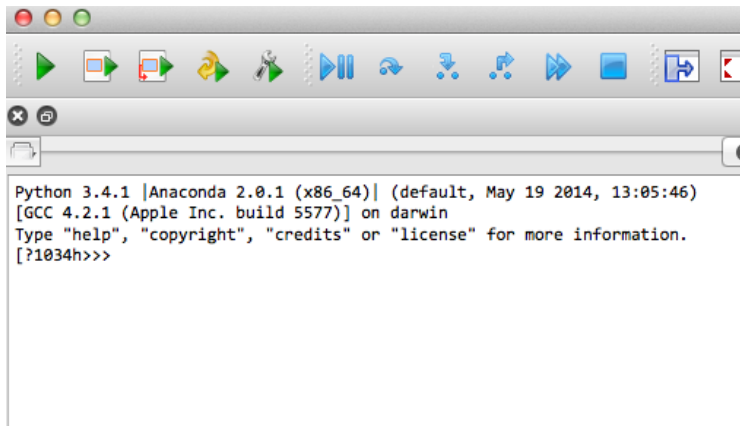 Python 3.4.1 |Anaconda 2.0.1 (x86_64)| (default, May 19 2014, 13:05:46)
[GCC 4.2.1 (Apple Inc. build 5577)] on darwin
Type "help", "copyright", "credits" or "license" for more information.
[?1034h>>>